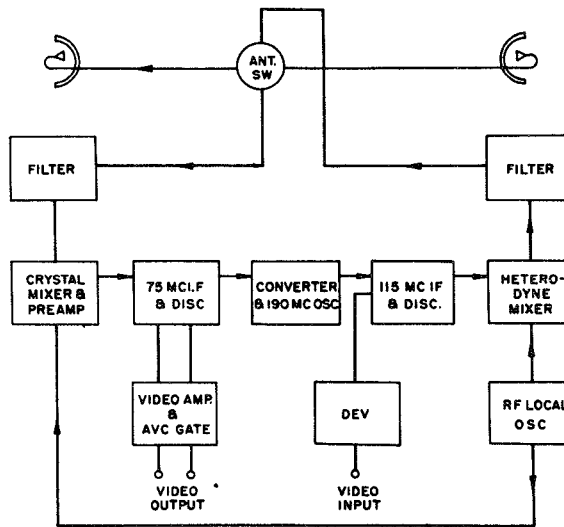 ANT.
SW
FILTER
FILTER
CRYSTAL
MIXER &
PREAMP
75 MCI.F
& DISC
CONVERTER
& 190 MC OSC
115 MC IF
& DISC.
HETERO-
DYNE
MIXER
VIDEO AMP.
&
AVC GATE
DEV
RF LOCAL
OSC
VIDEO
OUTPUT
VIDEO
INPUT